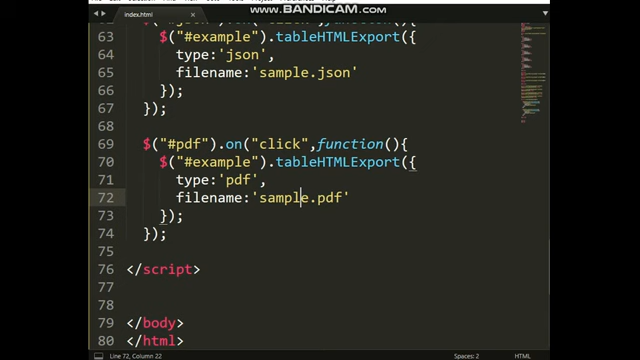 www.BANDICAM.com
index.html
63 $("#example").tableHTMLExport({
64 type:'json',
65 filename:'sample.json'
66 });
67 });
68
69 $("#pdf").on("click",function(){
70 $("#example").tableHTMLExport({
71 type:'pdf',
72 filename:'sample.pdf'
73 });
74 });
75
76 </script>
77
78
79 </body>
80 </html>
Line 72, Column 22 Spaces: 2 HTML